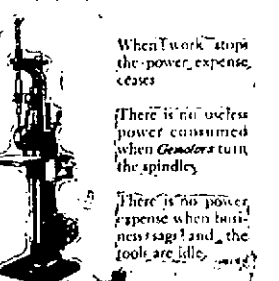 When work stops
the power expense
ceases
There is no useless
power consumed
when Genolora turn
the spindles
There is no power
expense when busi-
ness sags and the
tools are idle